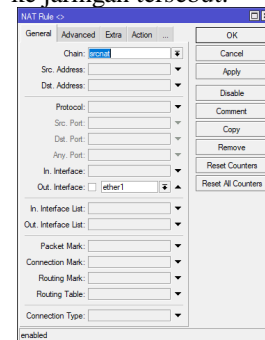 ke jaringan tersebut.
NAT Rule <>
General Advanced Extra Action ...
Chain: srcnat
Src. Address:
Dst. Address:
Protocol:
Src. Port:
Dst. Port:
Any. Port:
In. Interface:
Out. Interface: ether1
In. Interface List:
Out. Interface List:
Packet Mark:
Connection Mark:
Routing Mark:
Routing Table:
Connection Type:
enabled
OK
Cancel
Apply
Disable
Comment
Copy
Remove
Reset Counters
Reset All Counters